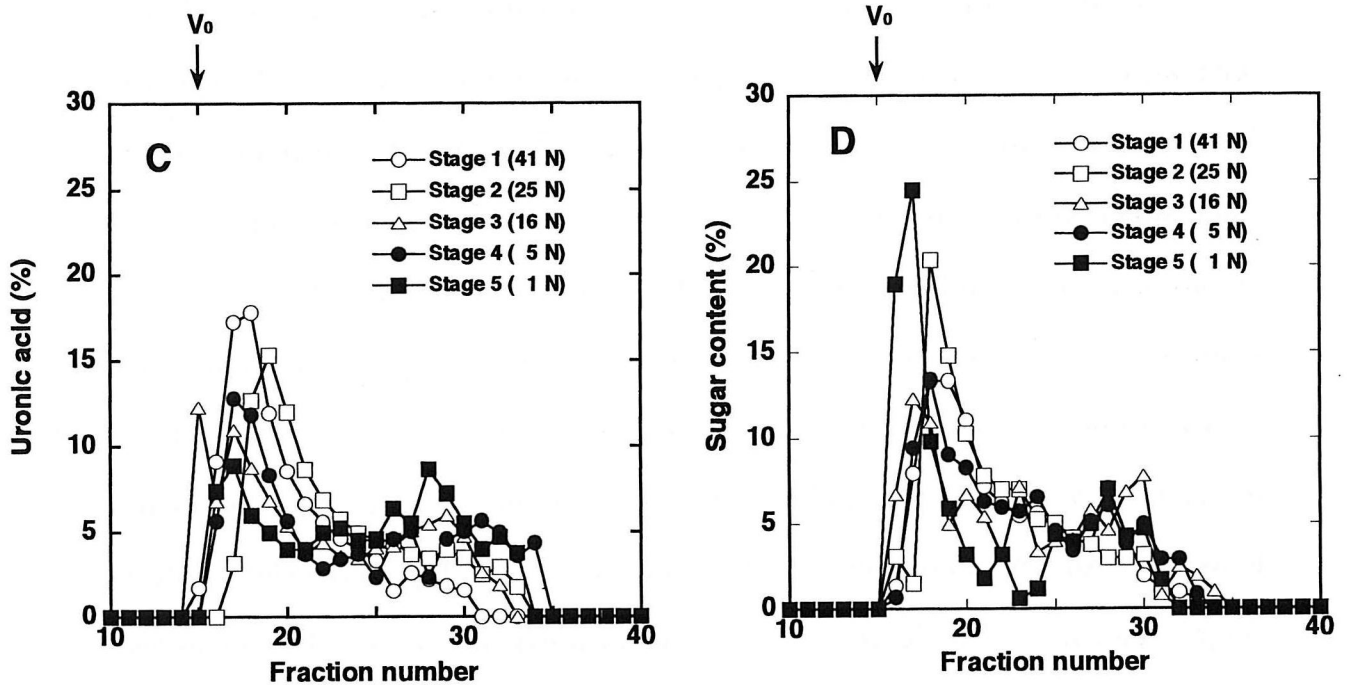 V0
30
25
20
15
10
5
0
Uronic acid (%)
C
Stage 1 (41 N)
Stage 2 (25 N)
Stage 3 (16 N)
Stage 4 ( 5 N)
Stage 5 ( 1 N)
10 20 30 40
Fraction number
V0
30
25
20
15
10
5
0
Sugar content (%)
D
Stage 1 (41 N)
Stage 2 (25 N)
Stage 3 (16 N)
Stage 4 ( 5 N)
Stage 5 ( 1 N)
10 20 30 40
Fraction number